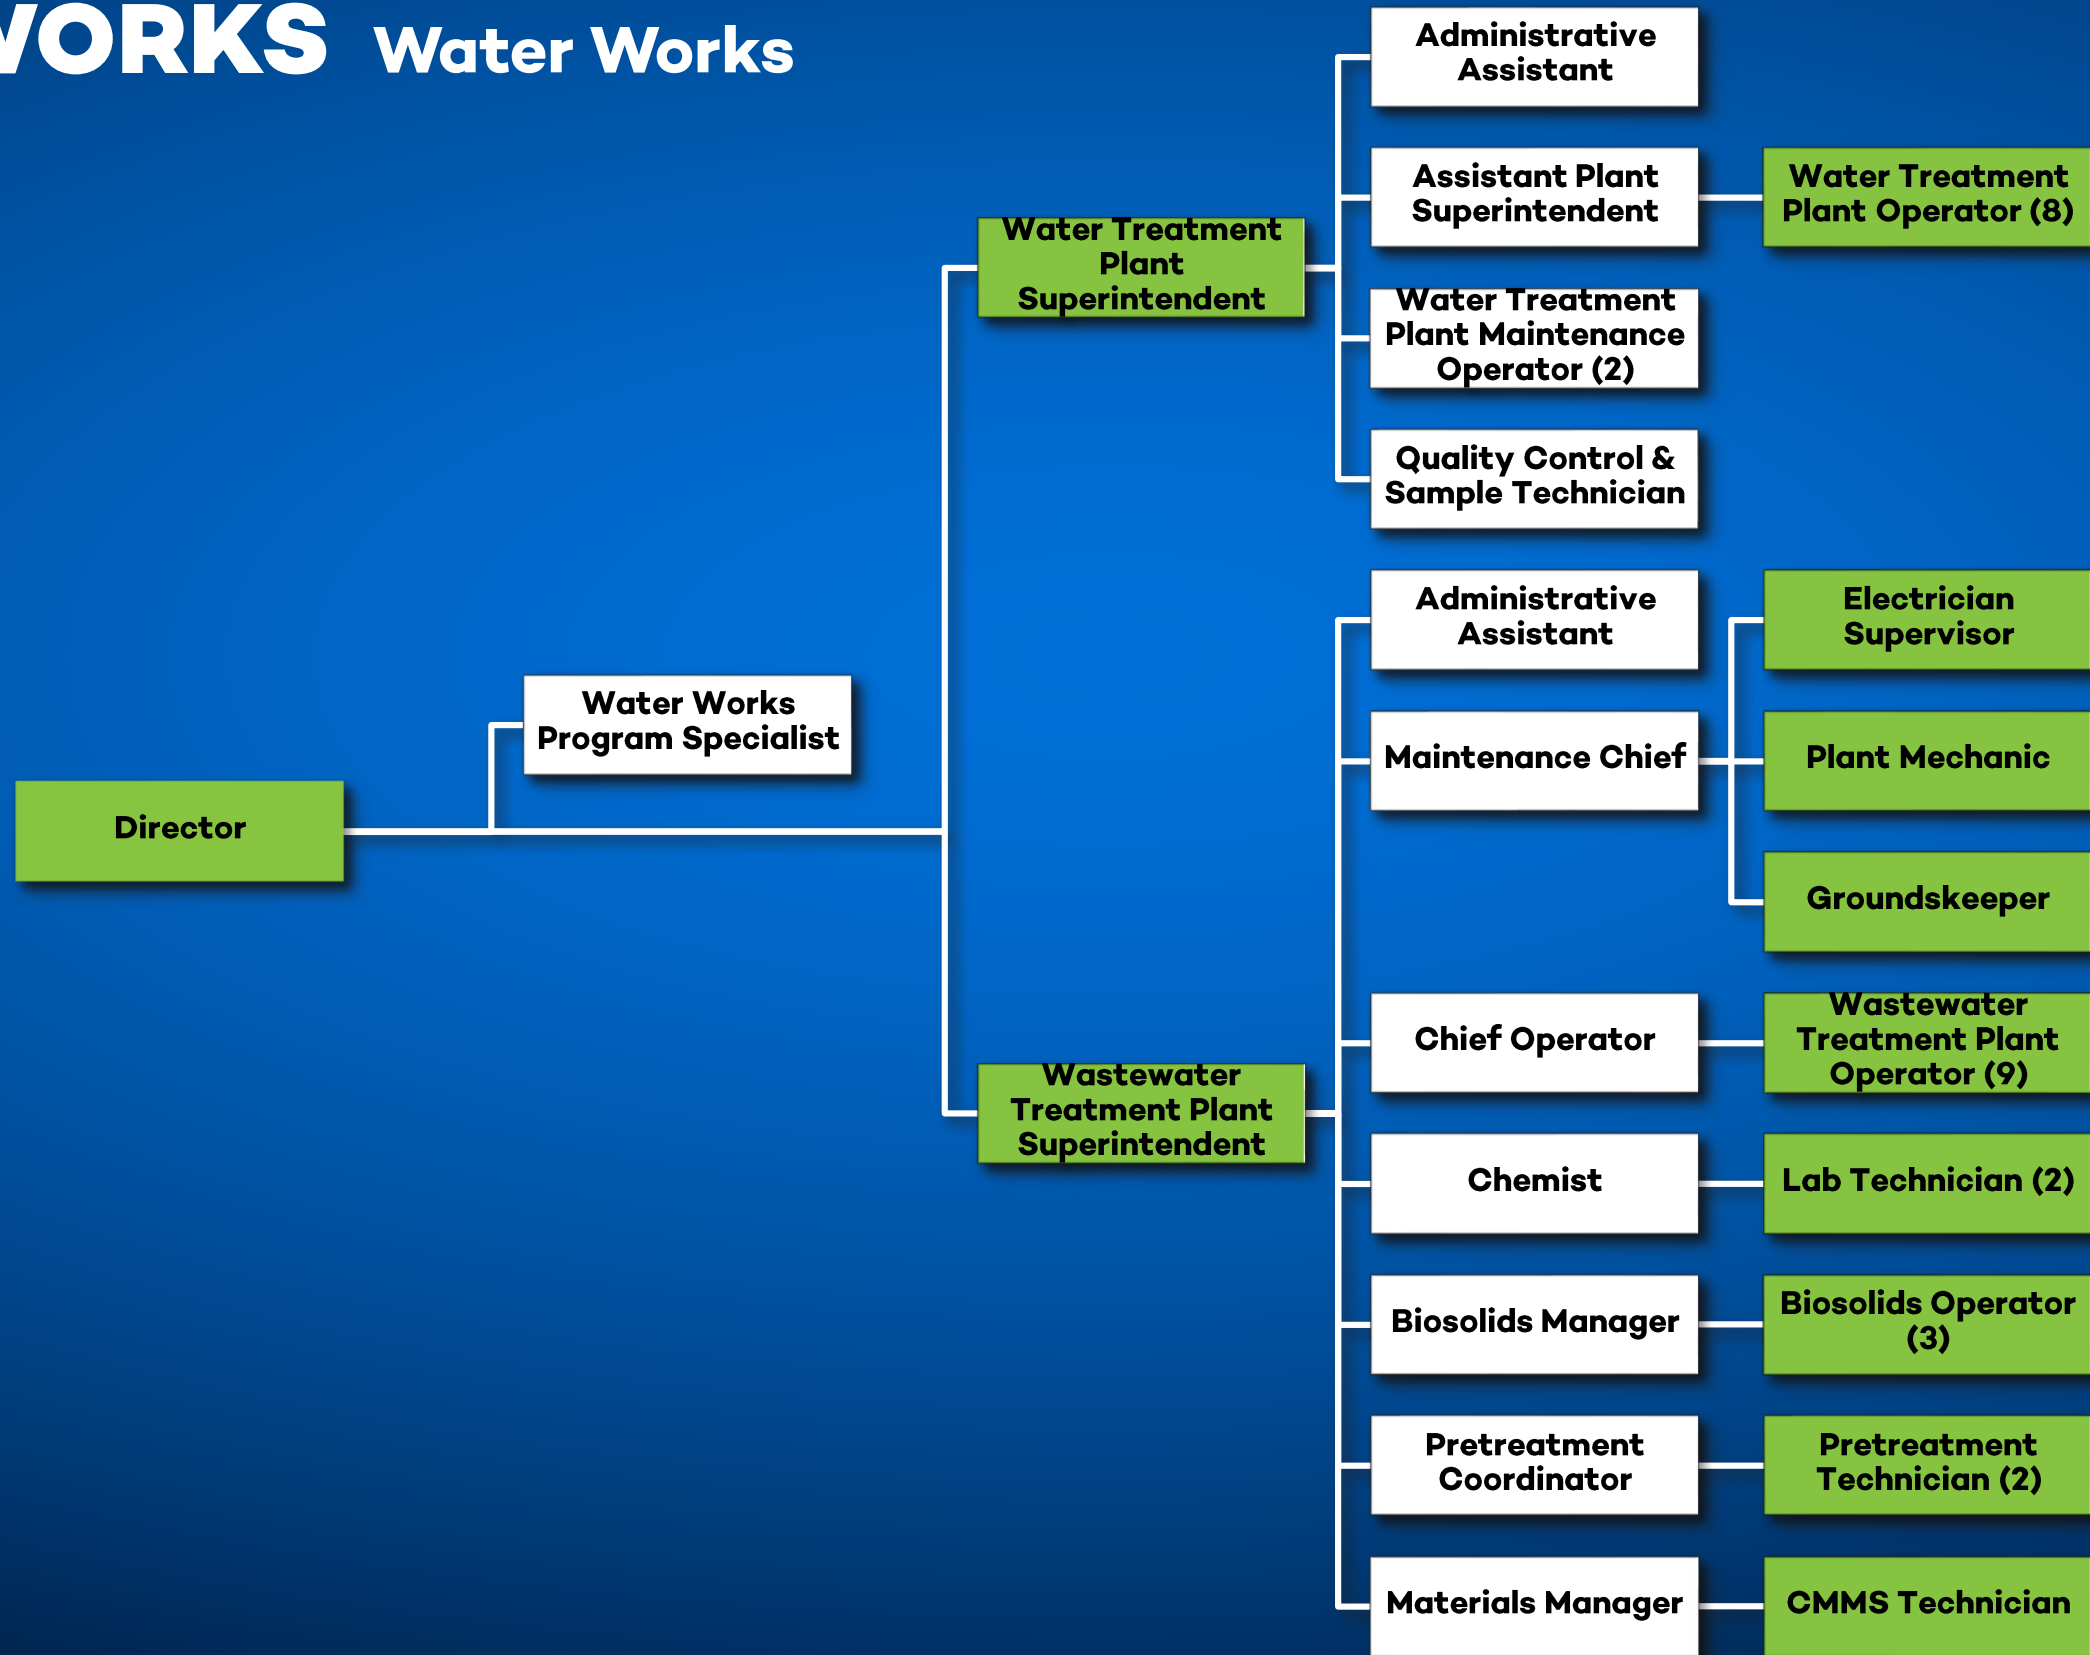 WORKS Water Works
Administrative
Assistant
Assistant Plant
Superintendent
Water Treatment
Plant Operator (8)
Water Treatment
Plant
Superintendent
Water Treatment
Plant Maintenance
Operator (2)
Quality Control &
Sample Technician
Administrative
Assistant
Electrician
Supervisor
Water Works
Program Specialist
Maintenance Chief
Plant Mechanic
Director
Groundskeeper
Chief Operator
Wastewater
Treatment Plant
Operator (9)
Wastewater
Treatment Plant
Superintendent
Chemist
Lab Technician (2)
Biosolids Manager
Biosolids Operator
(3)
Pretreatment
Coordinator
Pretreatment
Technician (2)
Materials Manager
CMMS Technician